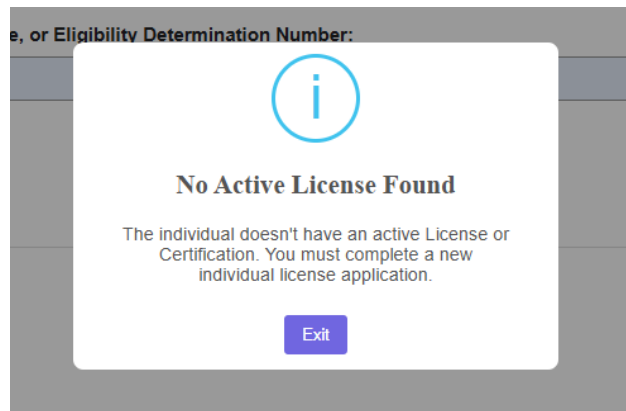 e, or Eligibility Determination Number:
i
No Active License Found
The individual doesn't have an active License or
Certification. You must complete a new
individual license application.
Exit